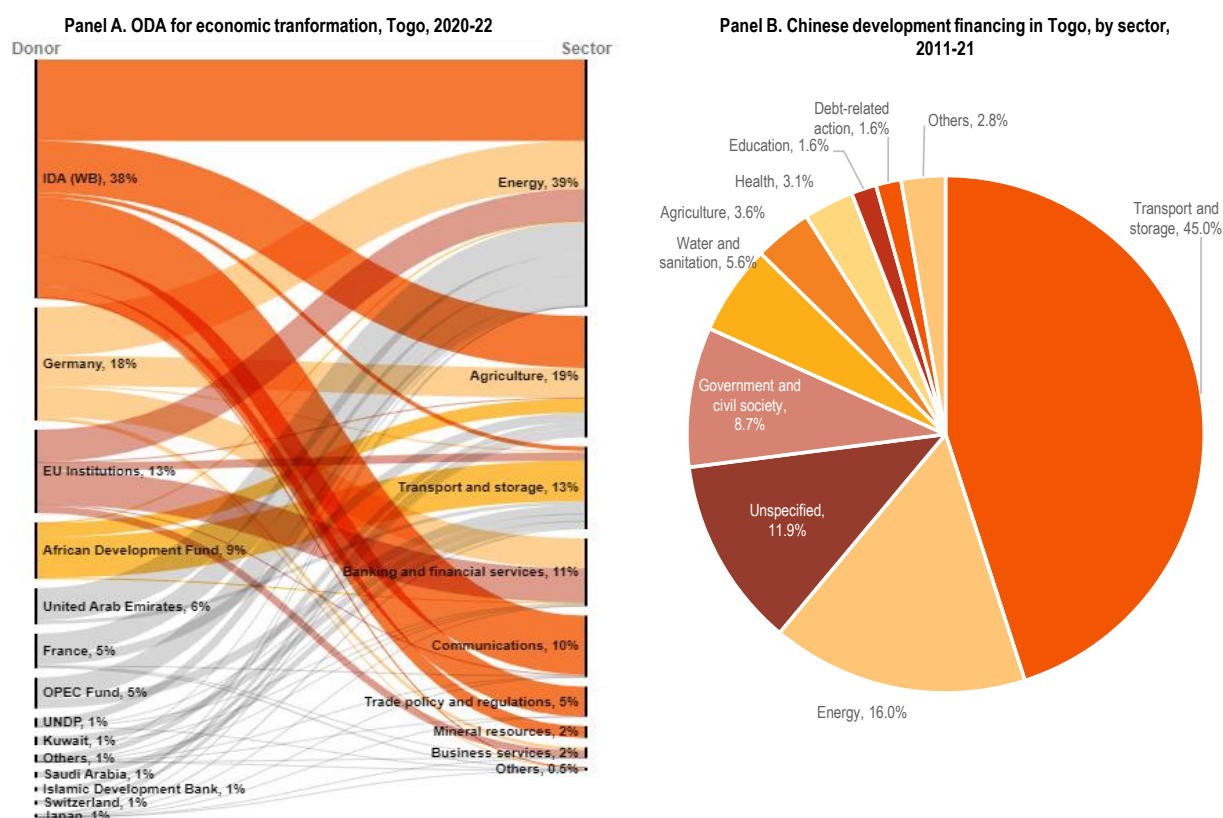 Panel A. ODA for economic tranformation, Togo, 2020-22
Donor
Sector
IDA (WB), 38%
Germany, 18%
EU Institutions, 13%
African Development Fund, 9%
United Arab Emirates, 6%
France, 5%
OPEC Fund, 5%
UNDP, 1%
Kuwait, 1%
Others, 1%
Saudi Arabia, 1%
Islamic Development Bank, 1%
Switzerland, 1%
Japan, 1%
Energy, 39%
Agriculture, 19%
Transport and storage, 13%
Banking and financial services, 11%
Communications, 10%
Trade policy and regulations, 5%
Mineral resources, 2%
Business services, 2%
Others, 0.5%
Panel B. Chinese development financing in Togo, by sector,
2011-21
Debt-related
action, 1.6%
Others, 2.8%
Education, 1.6%
Health, 3.1%
Agriculture, 3.6%
Water and
sanitation, 5.6%
Transport and
storage, 45.0%
Government and
civil society,
8.7%
Unspecified,
11.9%
Energy, 16.0%